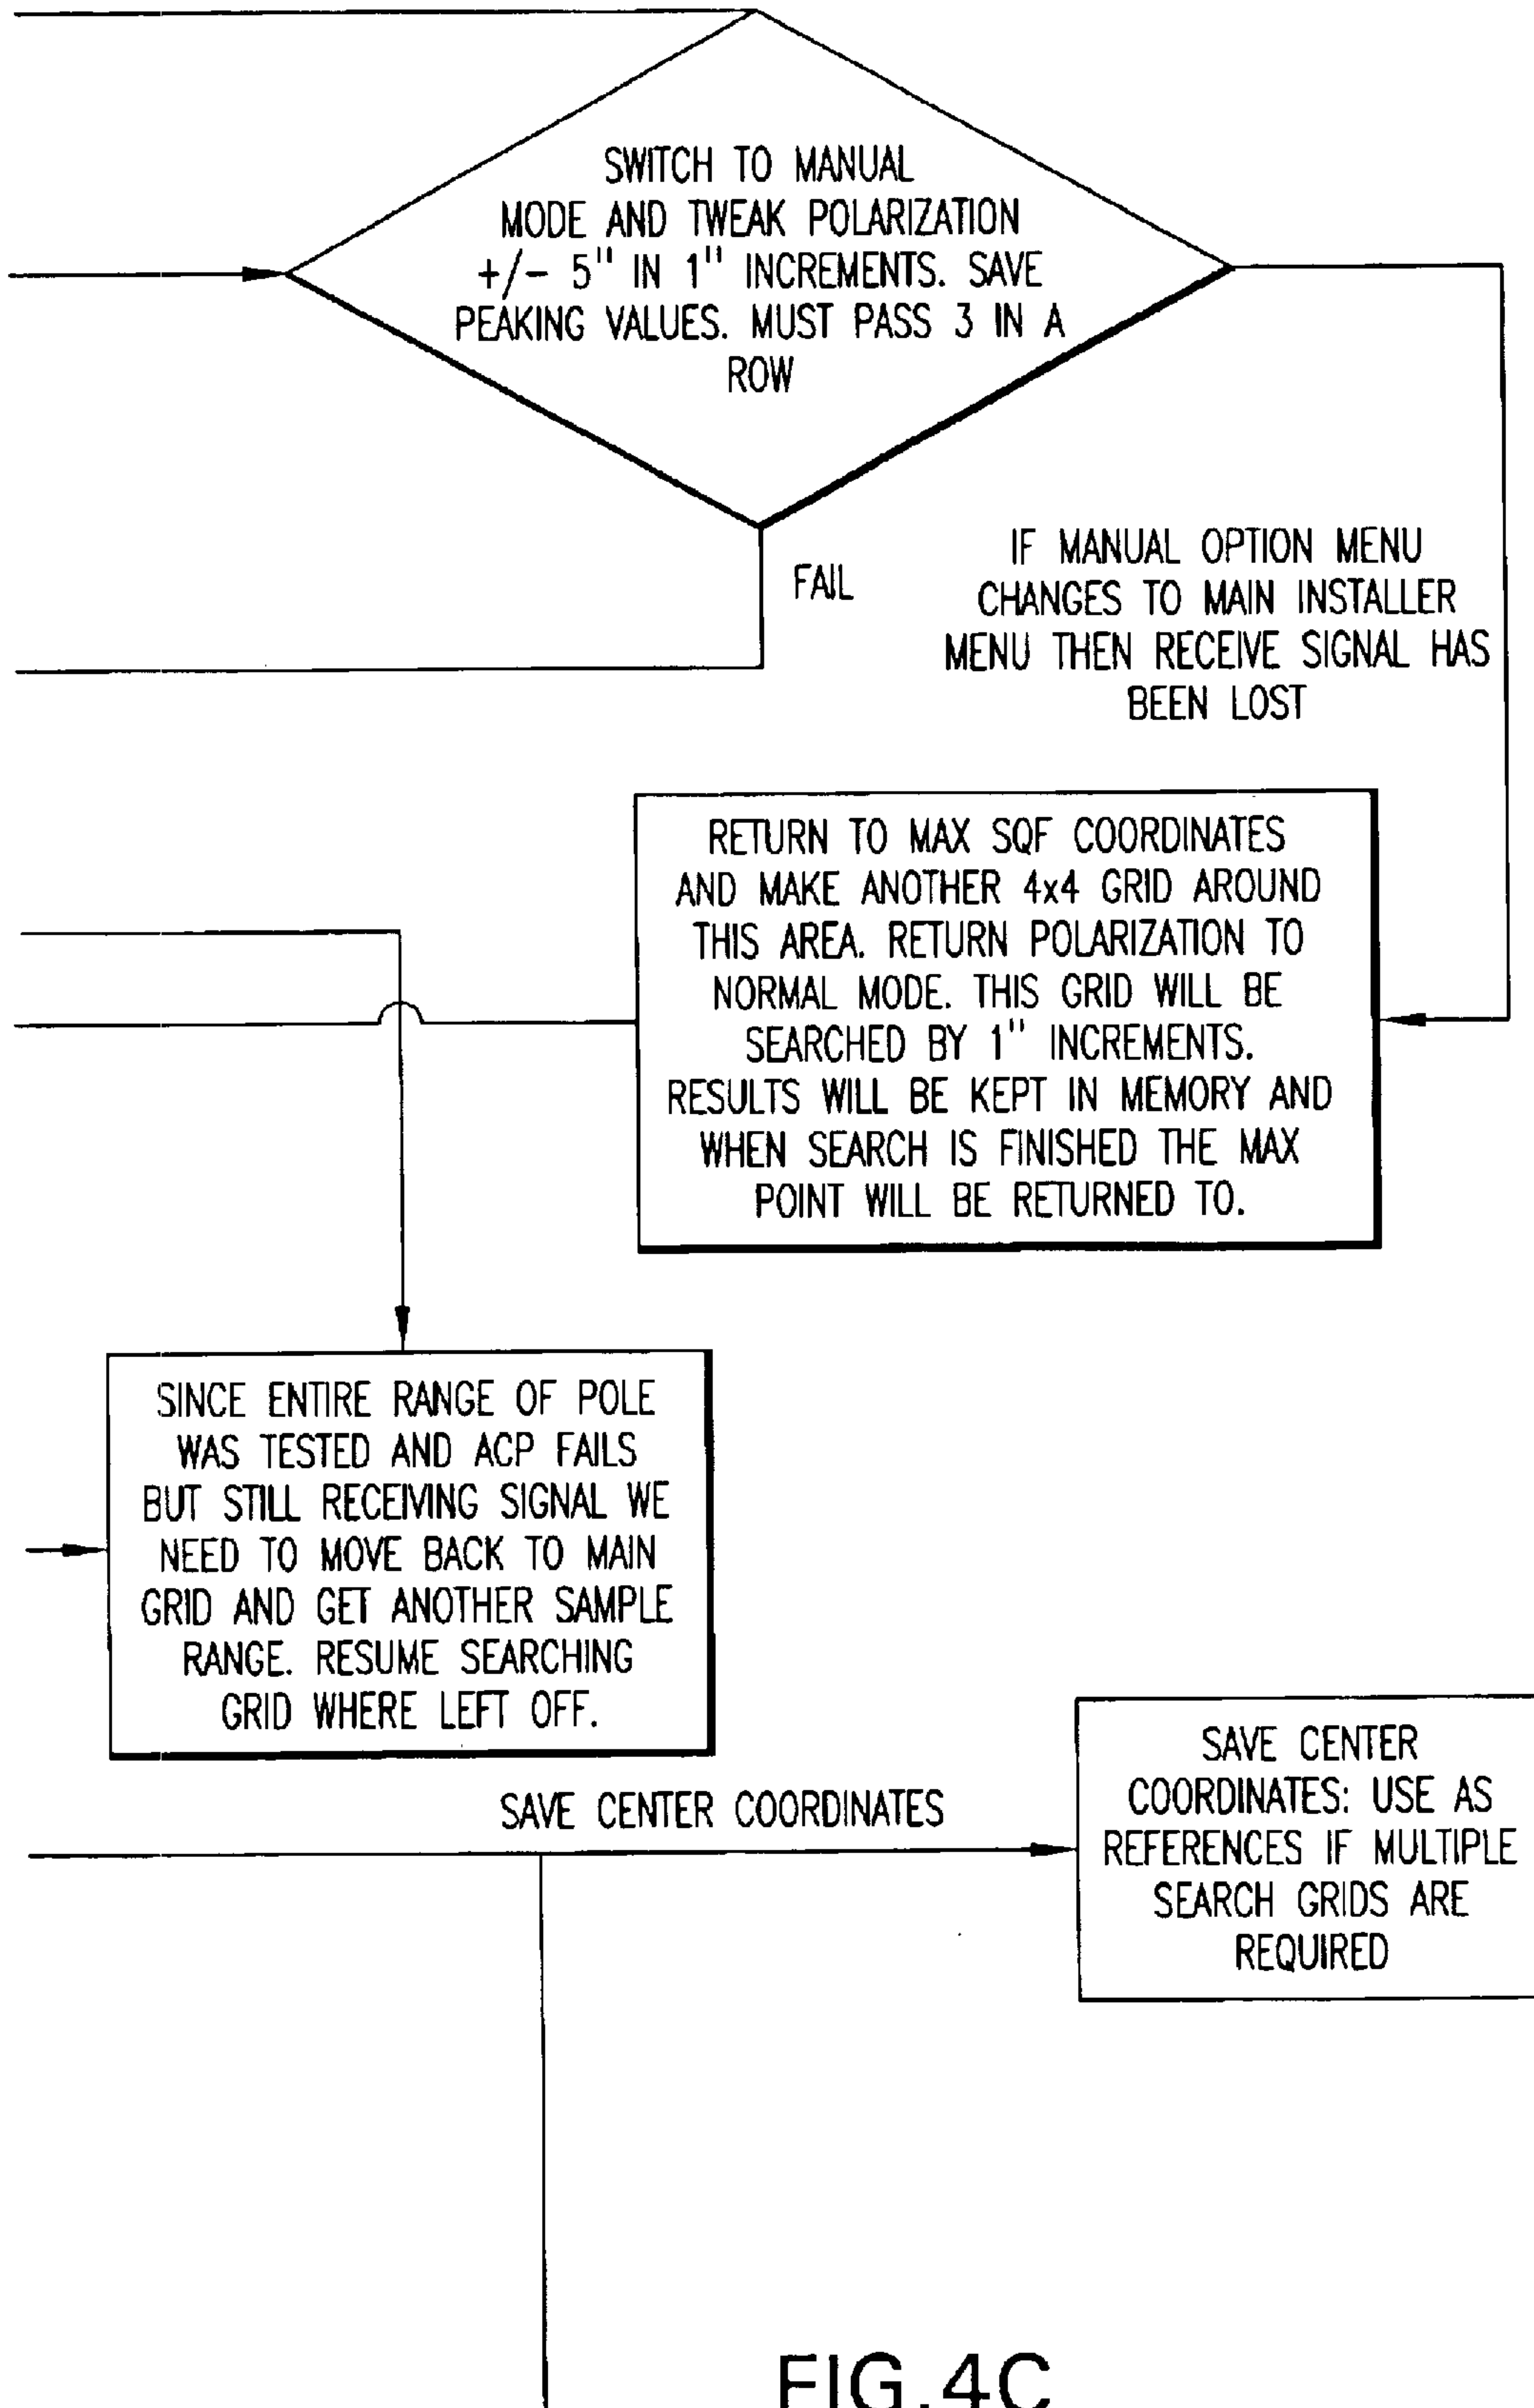 SWITCH TO MANUAL
MODE AND TWEAK POLARIZATION
+/- 5" IN 1" INCREMENTS. SAVE
PEAKING VALUES. MUST PASS 3 IN A
ROW
FAIL
IF MANUAL OPTION MENU
CHANGES TO MAIN INSTALLER
MENU THEN RECEIVE SIGNAL HAS
BEEN LOST
RETURN TO MAX SQF COORDINATES
AND MAKE ANOTHER 4x4 GRID AROUND
THIS AREA. RETURN POLARIZATION TO
NORMAL MODE. THIS GRID WILL BE
SEARCHED BY 1" INCREMENTS.
RESULTS WILL BE KEPT IN MEMORY AND
WHEN SEARCH IS FINISHED THE MAX
POINT WILL BE RETURNED TO.
SINCE ENTIRE RANGE OF POLE
WAS TESTED AND ACP FAILS
BUT STILL RECEIVING SIGNAL WE
NEED TO MOVE BACK TO MAIN
GRID AND GET ANOTHER SAMPLE
RANGE. RESUME SEARCHING
GRID WHERE LEFT OFF.
SAVE CENTER COORDINATES
SAVE CENTER
COORDINATES: USE AS
REFERENCES IF MULTIPLE
SEARCH GRIDS ARE
REQUIRED
FIG.4C